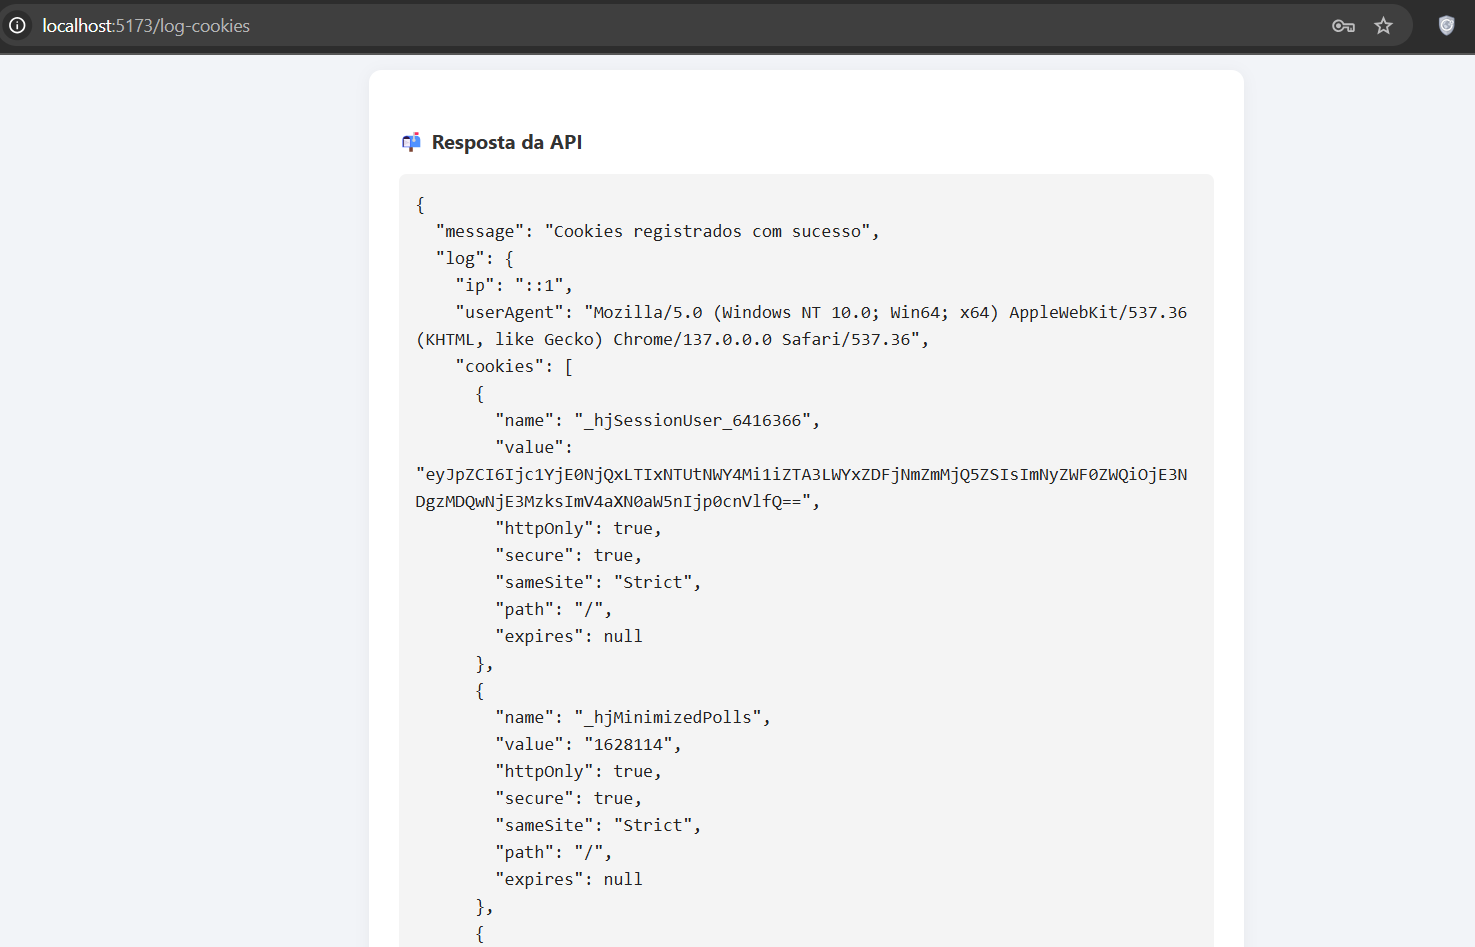 localhost:5173/log-cookies
Resposta da API
{
"message": "Cookies registrados com sucesso",
"log": {
"ip": "::1",
"userAgent": "Mozilla/5.0 (Windows NT 10.0; Win64; x64) AppleWebKit/537.36
(KHTML, like Gecko) Chrome/137.0.0.0 Safari/537.36",
"cookies": [
{
"name": "_hjSessionUser_6416366",
"value":
"eyJpZCI6Ijc1YjE0NjQxLTIxNTUtNWY4Mi1iZTA3LWYxZDFjNmZmMjQ5ZSIsImNyZWF0ZWQiOjE3N
DgzMDQwNjE3MzksImV4aXN0aW5nIjp0cnVlfQ==",
"httpOnly": true,
"secure": true,
"sameSite": "Strict",
"path": "/",
"expires": null
},
{
"name": "_hjMinimizedPolls",
"value": "1628114",
"httpOnly": true,
"secure": true,
"sameSite": "Strict",
"path": "/",
"expires": null
},
{